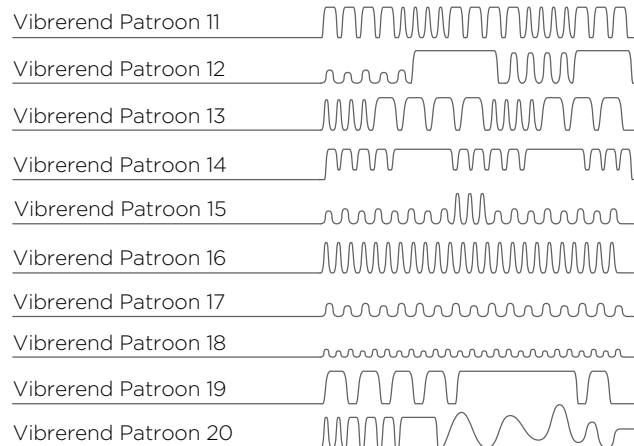 Vibrerend Patroon 11
Vibrerend Patroon 12
Vibrerend Patroon 13
Vibrerend Patroon 14
Vibrerend Patroon 15
Vibrerend Patroon 16
Vibrerend Patroon 17
Vibrerend Patroon 18
Vibrerend Patroon 19
Vibrerend Patroon 20